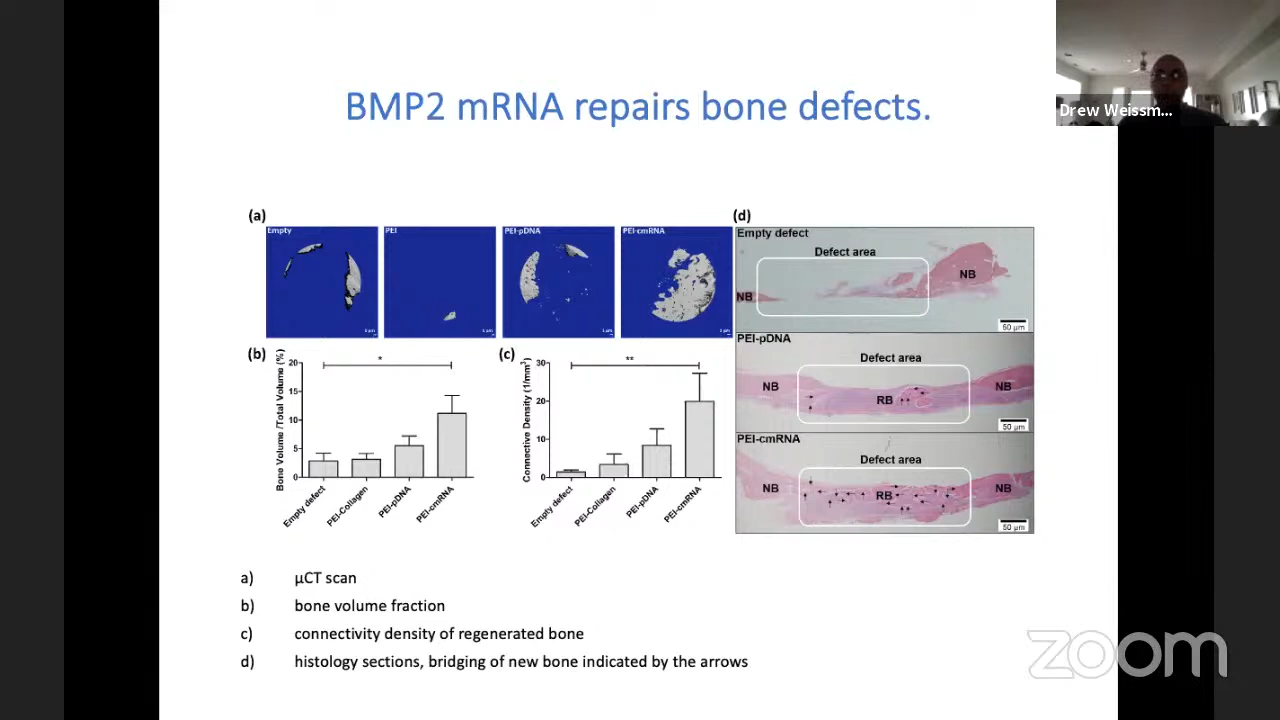 BMP2 mRNA repairs bone defects.
Drew Weissm...
(a)
Empty
PEI
PEI-pDNA
PEI-cmRNA
(b)
Bone Volume /Total Volume (%)
20
15
10
5
0
*
Empty defect
PEI-Collagen
PEI-pDNA
PEI-cmRNA
(c)
Connective Density (1/mm³)
30
20
10
0
**
Empty defect
PEI-Collagen
PEI-pDNA
PEI-cmRNA
(d)
Empty defect
Defect area
NB
NB
50 µm
PEI-pDNA
Defect area
NB
RB
NB
50 µm
PEI-cmRNA
Defect area
NB
RB
NB
50 µm
a) µCT scan
b) bone volume fraction
c) connectivity density of regenerated bone
d) histology sections, bridging of new bone indicated by the arrows
zoom